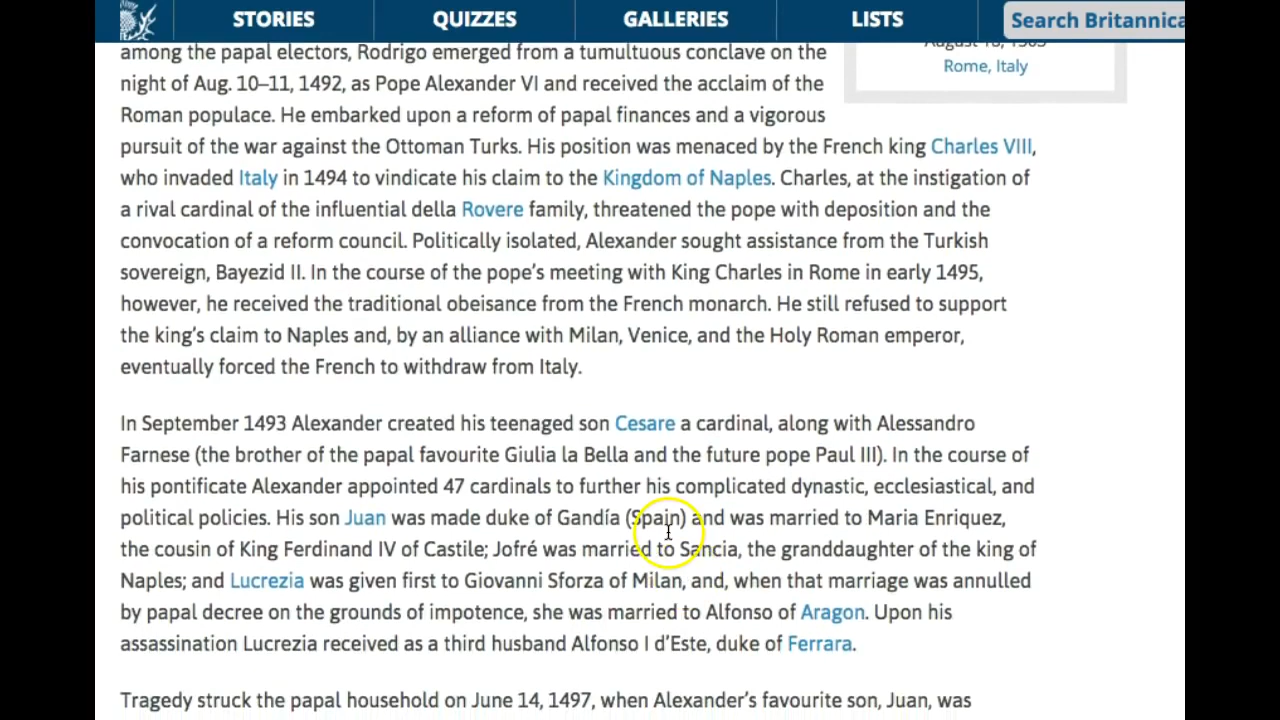 STORIES QUIZZES GALLERIES LISTS Search Britannica
among the papal electors, Rodrigo emerged from a tumultuous conclave on the
night of Aug. 10–11, 1492, as Pope Alexander VI and received the acclaim of the
Roman populace. He embarked upon a reform of papal finances and a vigorous
August 18, 1503
Rome, Italy
pursuit of the war against the Ottoman Turks. His position was menaced by the French king Charles VIII,
who invaded Italy in 1494 to vindicate his claim to the Kingdom of Naples. Charles, at the instigation of
a rival cardinal of the influential della Rovere family, threatened the pope with deposition and the
convocation of a reform council. Politically isolated, Alexander sought assistance from the Turkish
sovereign, Bayezid II. In the course of the pope's meeting with King Charles in Rome in early 1495,
however, he received the traditional obeisance from the French monarch. He still refused to support
the king's claim to Naples and, by an alliance with Milan, Venice, and the Holy Roman emperor,
eventually forced the French to withdraw from Italy.
In September 1493 Alexander created his teenaged son Cesare a cardinal, along with Alessandro
Farnese (the brother of the papal favourite Giulia la Bella and the future pope Paul III). In the course of
his pontificate Alexander appointed 47 cardinals to further his complicated dynastic, ecclesiastical, and
political policies. His son Juan was made duke of Gandía (Spain) and was married to Maria Enriquez,
the cousin of King Ferdinand IV of Castile; Jofré was married to Sancia, the granddaughter of the king of
Naples; and Lucrezia was given first to Giovanni Sforza of Milan, and, when that marriage was annulled
by papal decree on the grounds of impotence, she was married to Alfonso of Aragon. Upon his
assassination Lucrezia received as a third husband Alfonso I d'Este, duke of Ferrara.
Tragedy struck the papal household on June 14, 1497, when Alexander's favourite son, Juan, was